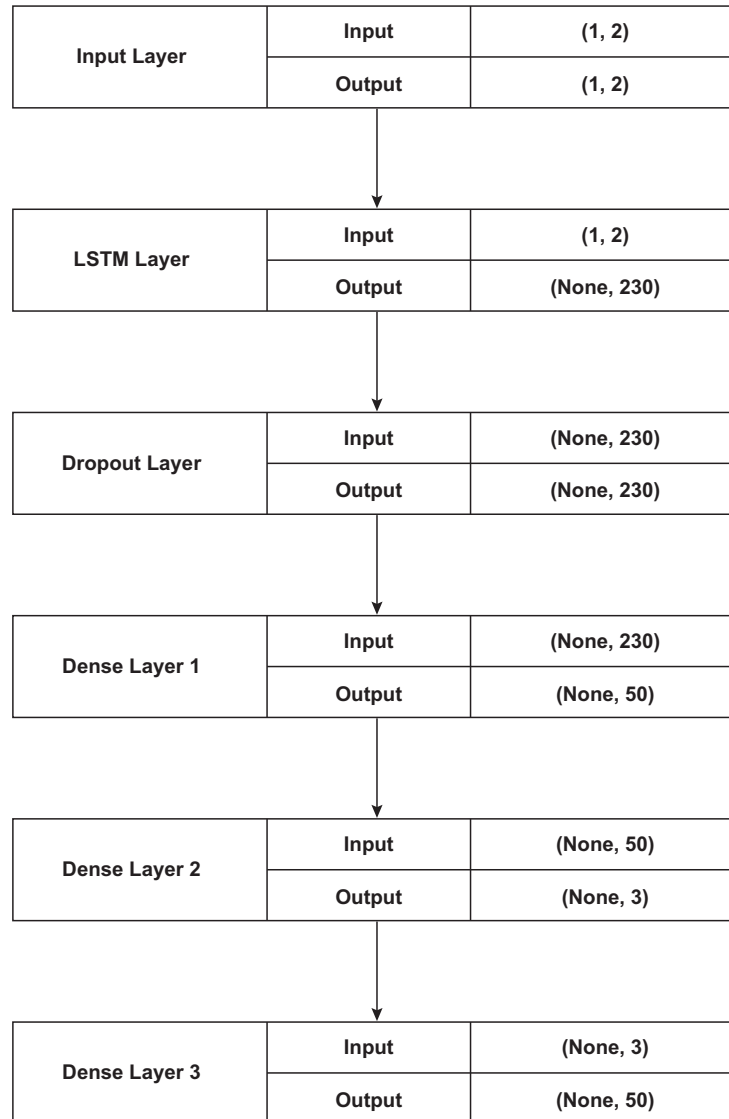 Input Layer
Input
(1, 2)
Output
(1, 2)
LSTM Layer
Input
(1, 2)
Output
(None, 230)
Dropout Layer
Input
(None, 230)
Output
(None, 230)
Dense Layer 1
Input
(None, 230)
Output
(None, 50)
Dense Layer 2
Input
(None, 50)
Output
(None, 3)
Dense Layer 3
Input
(None, 3)
Output
(None, 50)